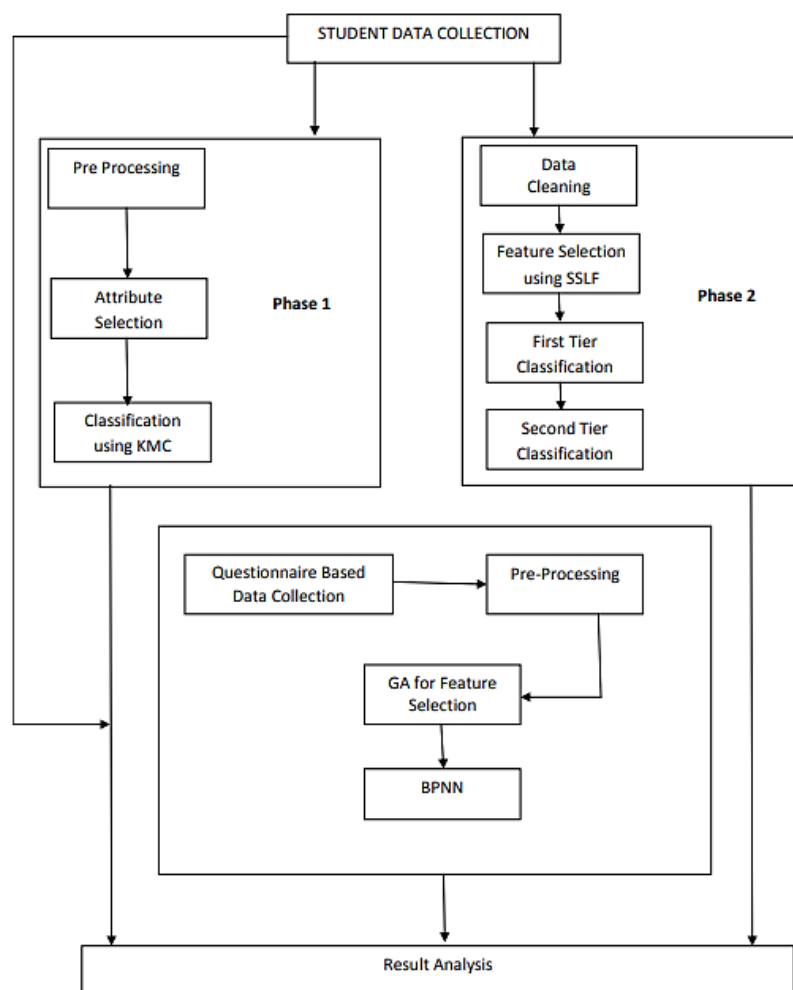 STUDENT DATA COLLECTION
Pre Processing
Attribute
Selection
Phase 1
Classification
using KMC
Data
Cleaning
Feature Selection
using SSLF
Phase 2
First Tier
Classification
Second Tier
Classification
Questionnaire Based
Data Collection
Pre-Processing
GA for Feature
Selection
BPNN
Result Analysis